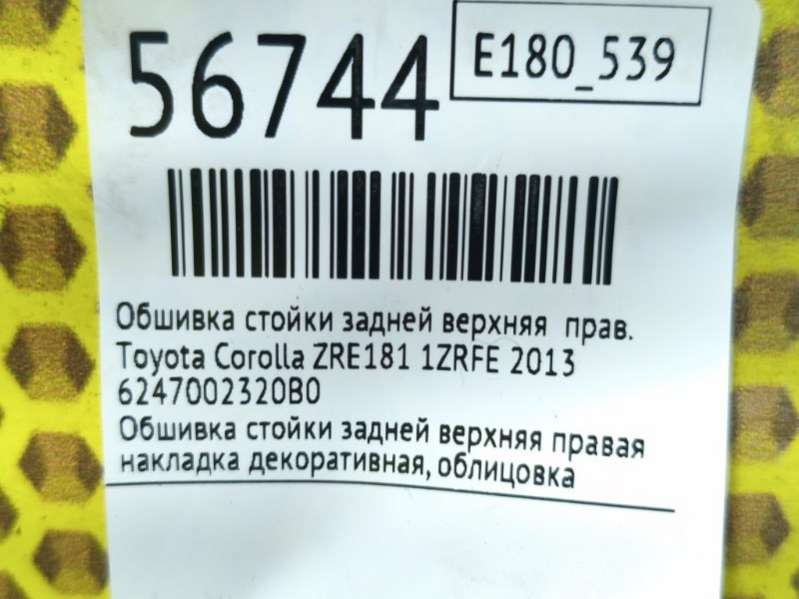 56744
E180_539
Обшивка стойки задней верхняя прав.
Toyota Corolla ZRE181 1ZRFE 2013
6247002320B0
Обшивка стойки задней верхняя правая
накладка декоративная, облицовка